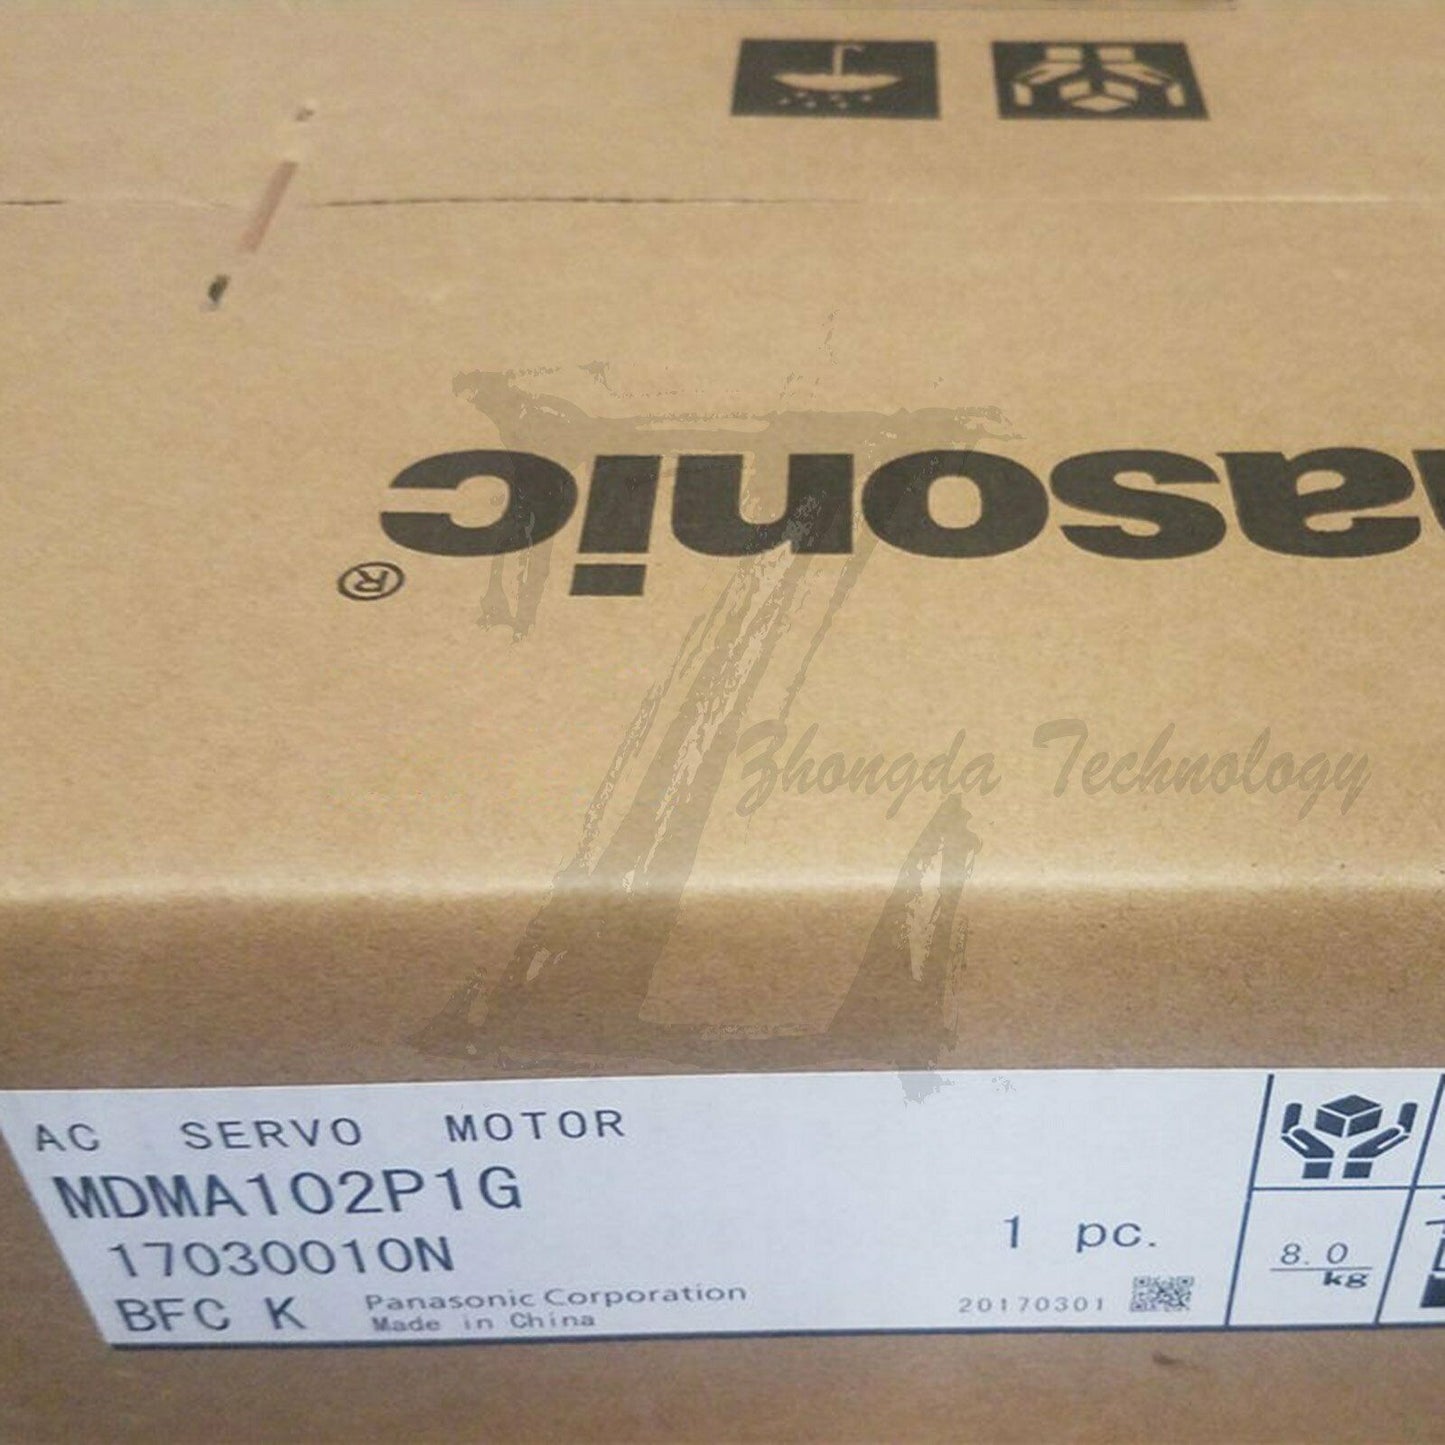 asonic®
Zhongda Technology
AC SERVO MOTOR
MDMA102P1G
17030010N
BFC K
Panasonic Corporation
Made in China
1 pc.
20170301
8.0
kg